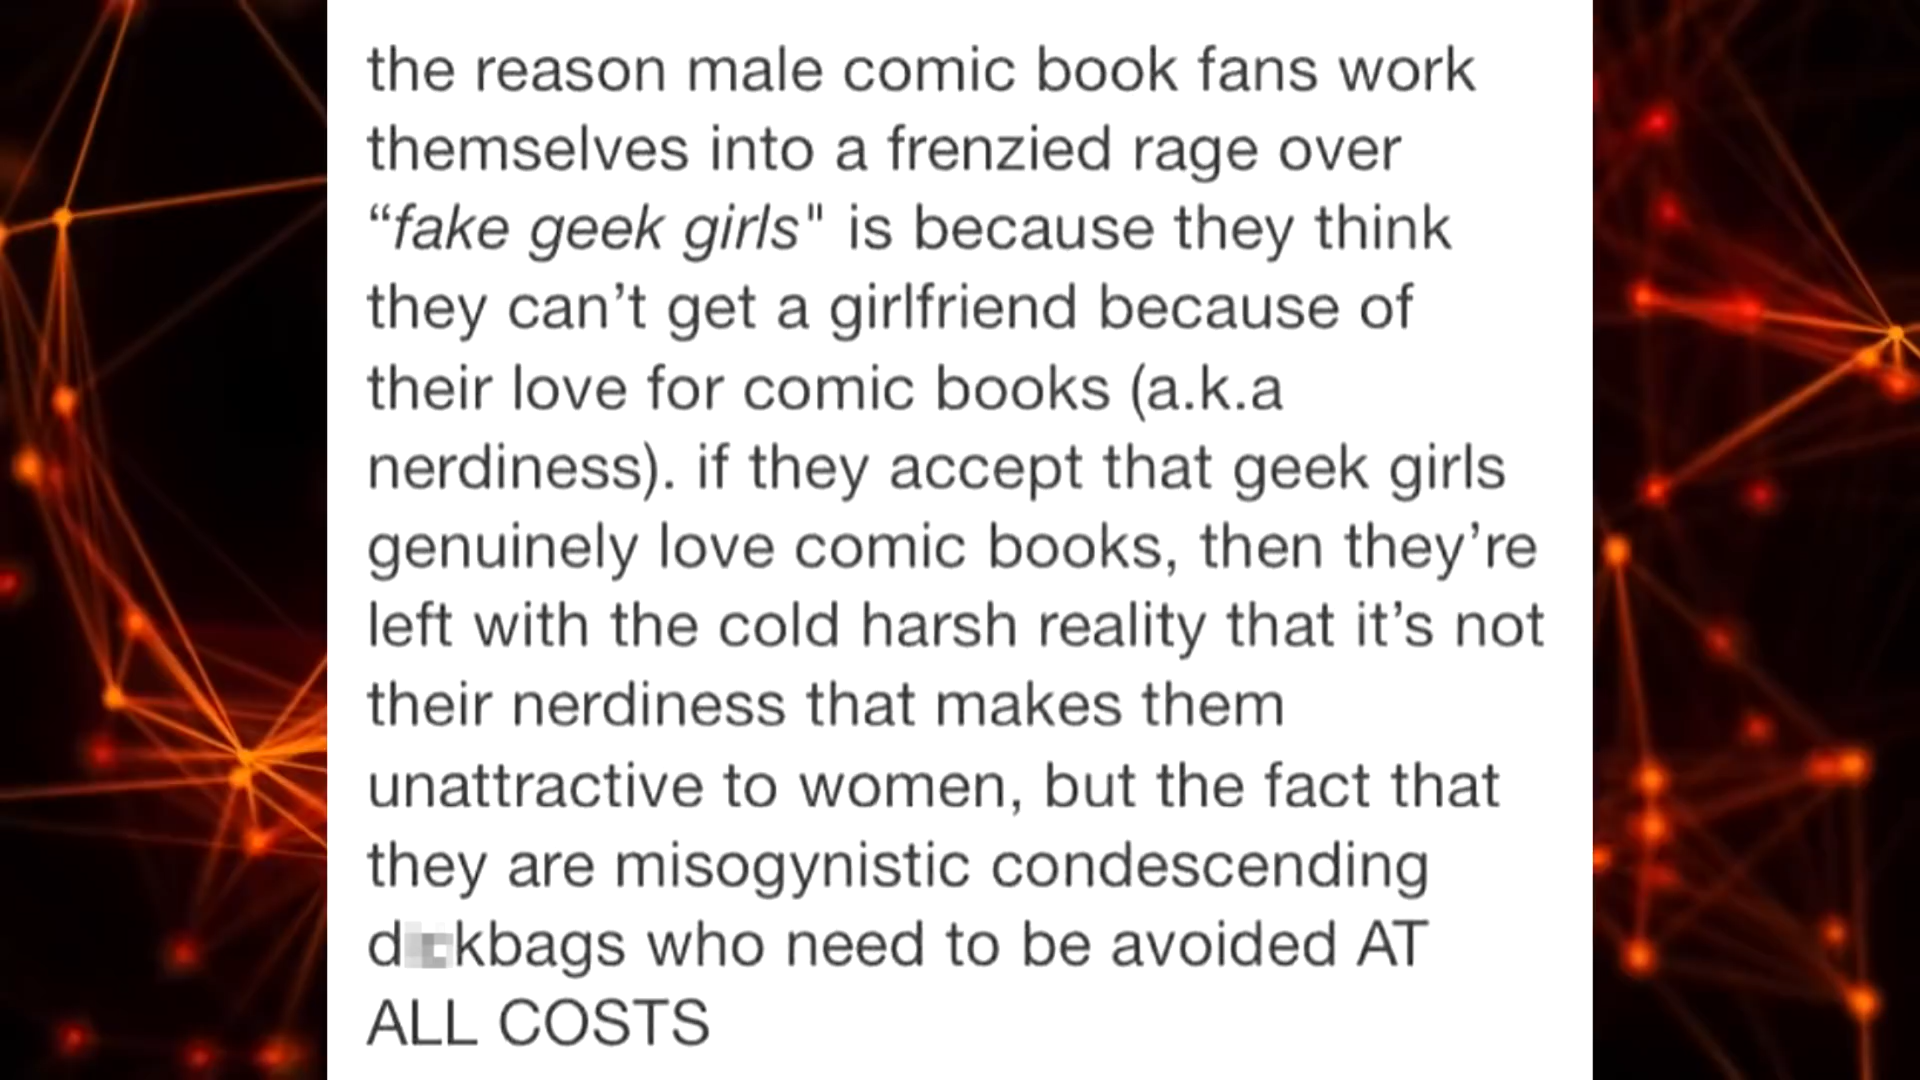 the reason male comic book fans work
themselves into a frenzied rage over
“fake geek girls" is because they think
they can’t get a girlfriend because of
their love for comic books (a.k.a
nerdiness). if they accept that geek girls
genuinely love comic books, then they’re
left with the cold harsh reality that it’s not
their nerdiness that makes them
unattractive to women, but the fact that
they are misogynistic condescending
who need to be avoided AT
ALL COSTS